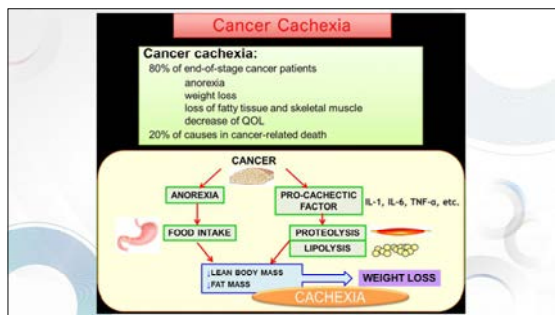 Cancer Cachexia
Cancer cachexia:
80% of end-of-stage cancer patients
anorexia
weight loss
loss of fatty tissue and skeletal muscle
decrease of QOL
20% of causes in cancer-related death
CANCER
ANOREXIA
PRO-CACHECTIC
FACTOR
IL-1, IL-6, TNF-α, etc.
FOOD INTAKE
PROTEOLYSIS
LIPOLYSIS
↓LEAN BODY MASS
↓FAT MASS
WEIGHT LOSS
CACHEXIA